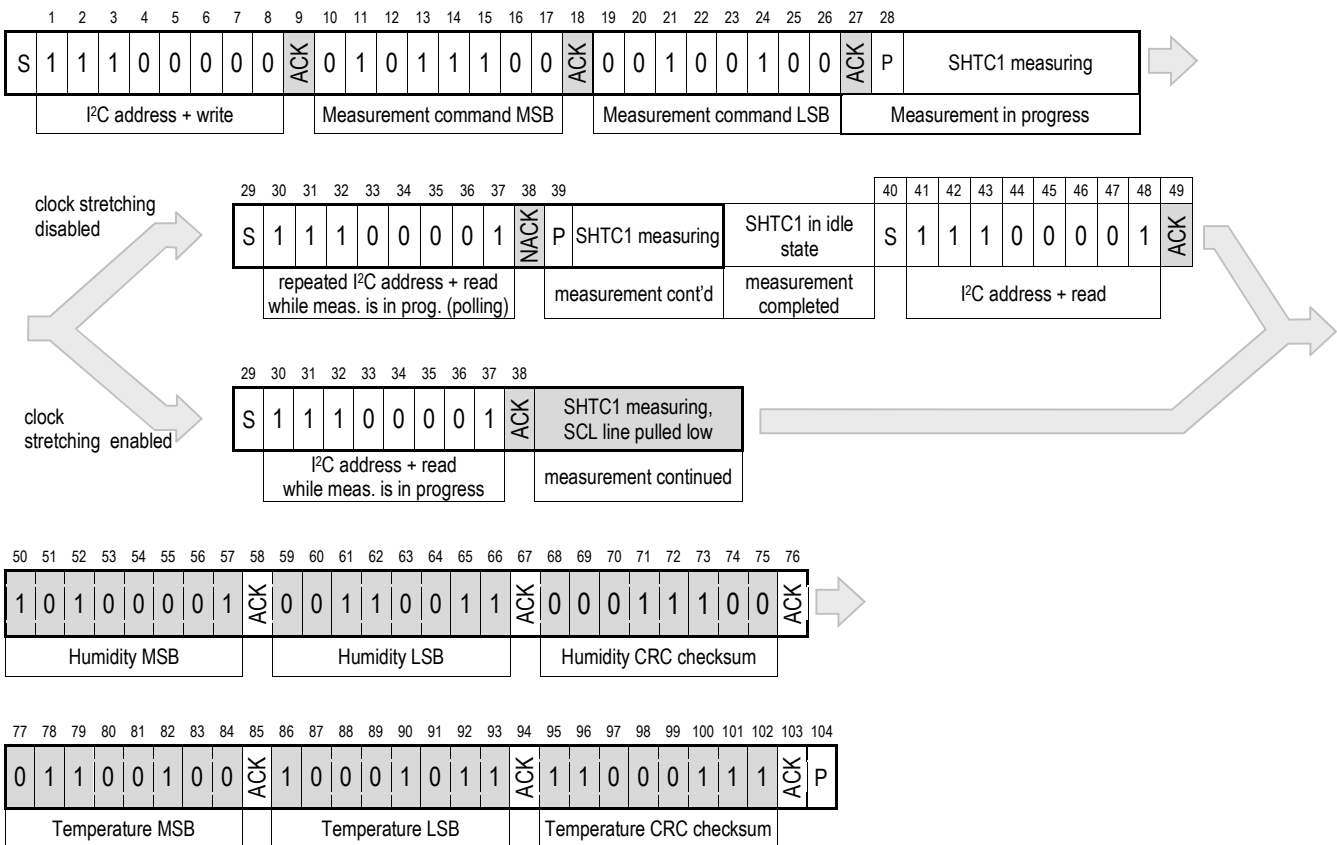 1 2 3 4 5 6 7 8 9 10 11 12 13 14 15 16 17 18 19 20 21 22 23 24 25 26 27 28
S 1 1 1 0 0 0 0 0 ACK 0 1 0 1 1 1 0 0 ACK 0 0 1 0 0 1 0 0 ACK P SHTC1 measuring
I²C address + write Measurement command MSB Measurement command LSB Measurement in progress
clock stretching
disabled
29 30 31 32 33 34 35 36 37 38 39
S 1 1 1 0 0 0 0 1 NACK P SHTC1 measuring
SHTC1 in idle
state
40 41 42 43 44 45 46 47 48 49
S 1 1 1 0 0 0 0 1 ACK
repeated I²C address + read
while meas. is in prog. (polling)
measurement cont'd
measurement
completed
I²C address + read
clock
stretching enabled
29 30 31 32 33 34 35 36 37 38
S 1 1 1 0 0 0 0 1 ACK
SHTC1 measuring,
SCL line pulled low
I²C address + read
while meas. is in progress
measurement continued
50 51 52 53 54 55 56 57 58 59 60 61 62 63 64 65 66 67 68 69 70 71 72 73 74 75 76
1 0 1 0 0 0 0 1 ACK 0 0 1 1 0 0 1 1 ACK 0 0 0 1 1 1 0 0 ACK
Humidity MSB Humidity LSB Humidity CRC checksum
77 78 79 80 81 82 83 84 85 86 87 88 89 90 91 92 93 94 95 96 97 98 99 100 101 102 103 104
0 1 1 0 0 1 0 0 ACK 1 0 0 0 1 0 1 1 ACK 1 1 0 0 0 1 1 1 ACK P
Temperature MSB Temperature LSB Temperature CRC checksum